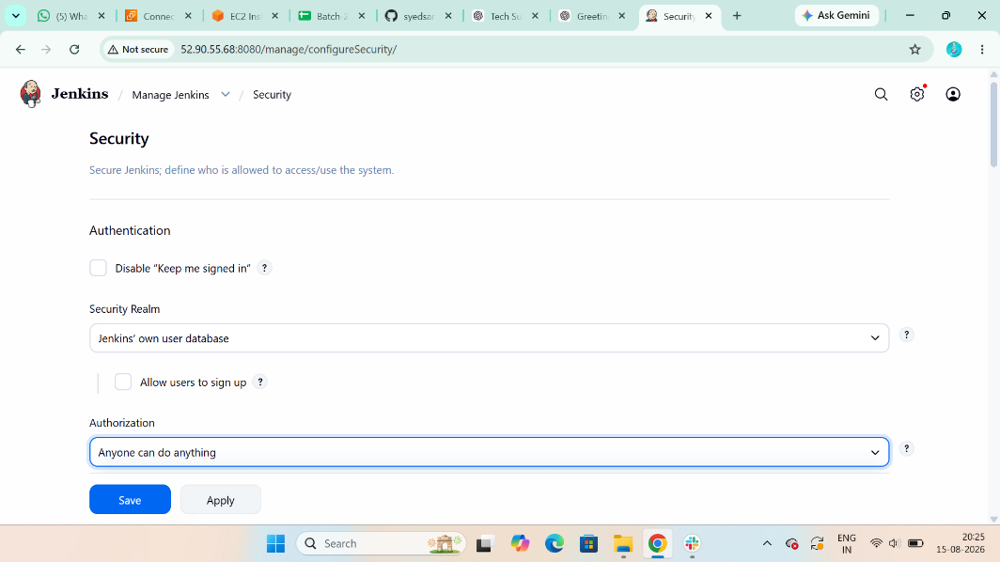 (5) Wha
Connec
EC2 Ins
Batch-2
syedsar
Tech Su
Greetin
Security
Ask Gemini
Not secure
52.90.55.68:8080/manage/configureSecurity/
Jenkins / Manage Jenkins / Security
Security
Secure Jenkins; define who is allowed to access/use the system.
Authentication
Disable “Keep me signed in” ?
Security Realm
Jenkins’ own user database
?
Allow users to sign up ?
Authorization
Anyone can do anything
?
Save
Apply
Search
ENG
IN
20:25
15-08-2026